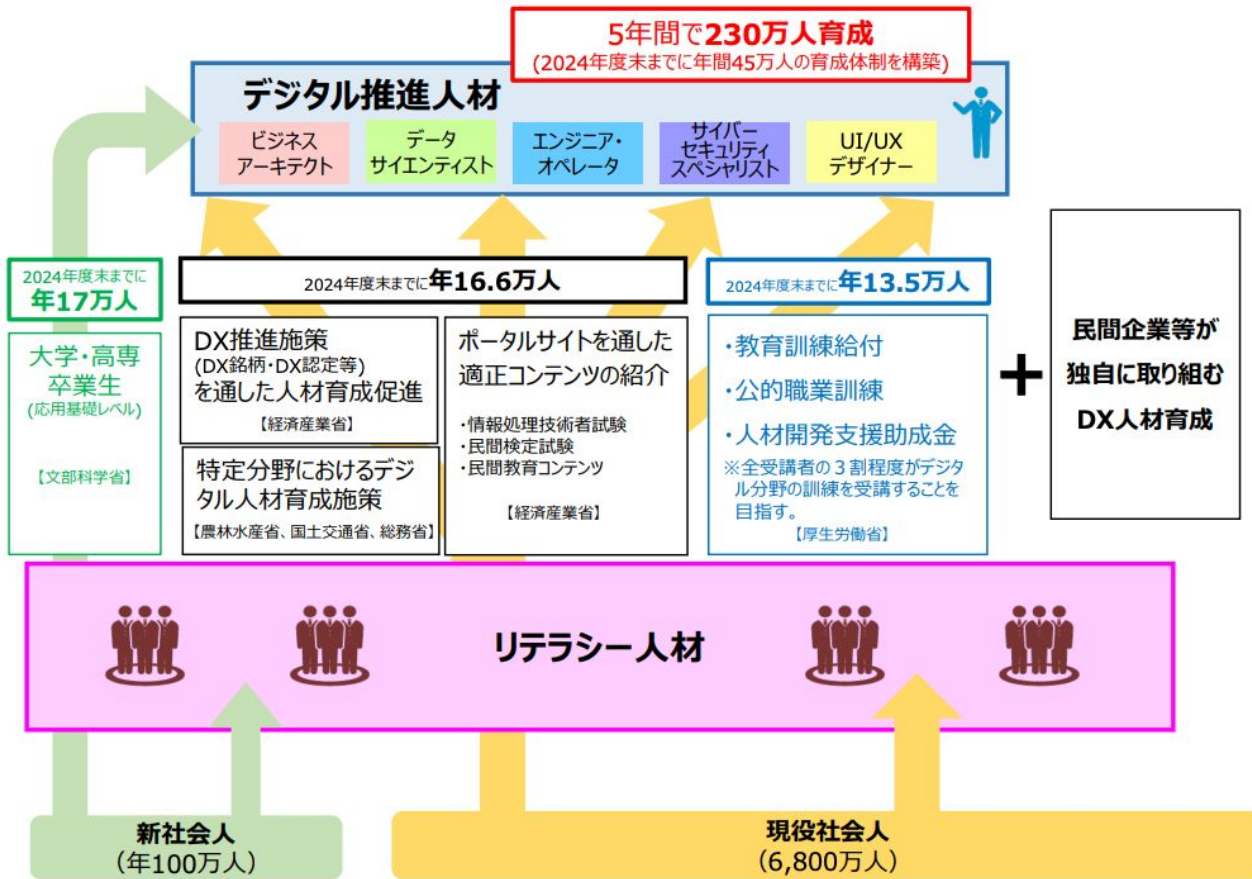 5年間で230万人育成
(2024年度末までに年間45万人の育成体制を構築)
デジタル推進人材
ビジネス
アーキテクト
データ
サイエンティスト
エンジニア・
オペレータ
サイバー
セキュリティ
スペシャリスト
UI/UX
デザイナー
2024年度末までに
年17万人
大学・高専
卒業生
(応用基礎レベル)
【文部科学省】
2024年度末までに年16.6万人
DX推進施策
(DX銘柄・DX認定等)
を通した人材育成促進
【経済産業省】
特定分野におけるデジ
タル人材育成施策
【農林水産省、国土交通省、総務省】
ポータルサイトを通した
適正コンテンツの紹介
・情報処理技術者試験
・民間検定試験
・民間教育コンテンツ
【経済産業省】
2024年度末までに年13.5万人
・教育訓練給付
・公的職業訓練
・人材開発支援助成金
※全受講者の3割程度がデジタ
ル分野の訓練を受講することを
目指す。
【厚生労働省】
+
民間企業等が
独自に取り組む
DX人材育成
リテラシー人材
新社会人
(年100万人)
現役社会人
(6,800万人)